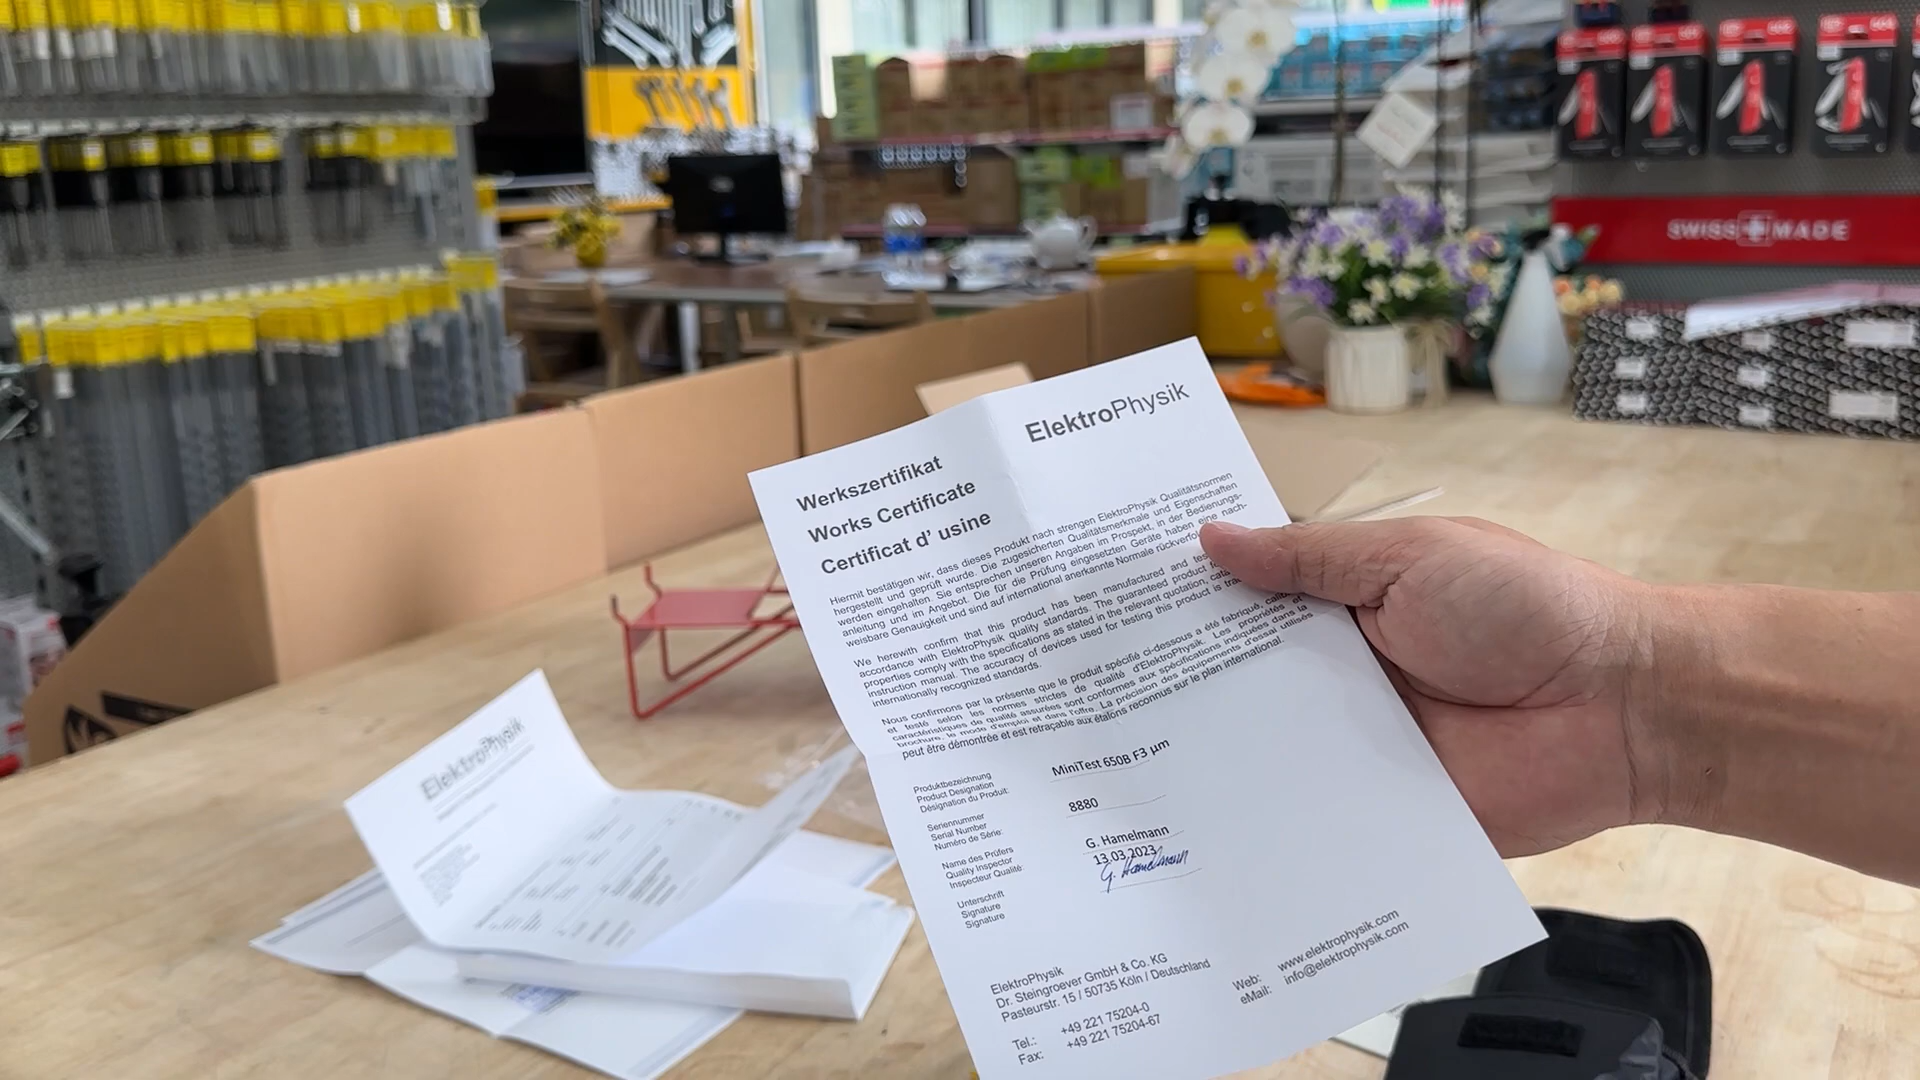 SWISS MADE
ElektroPhysik
Werkszertifikat
Works Certificate
Certificat d' usine
Hiermit bestätigen wir, dass dieses Produkt nach strengen ElektroPhysik Qualitätsnormen
hergestellt und geprüft wurde. Die zugesicherten Qualitätsmerkmale und Eigenschaften
werden eingehalten. Sie entsprechen unseren Angaben im Prospekt, in der Bedienungs-
anleitung und im Angebot. Die für die Prüfung eingesetzten Geräte haben eine nach-
weisbare Genauigkeit und sind auf international anerkannte Normale
We herewith confirm that this product has been manufactured and
accordance with ElektroPhysik quality standards. The guaranteed product
properties comply with the specifications as stated in the relevant quotation,
instruction manual. The accuracy of devices used for testing this product is
internationally recognized standards.
Nous confirmons par la présente que le produit spécifié ci-dessous a été fabriqué,
et testé selon les normes strictes de qualité d'ElektroPhysik. Les propriétés et
caractéristiques de qualité assurées sont conformes aux spécifications indiquées dans la
brochure, le mode d'emploi et dans l'offre. La précision des équipements d'essai utilisés
peut être démontrée et est retraçable aux étalons reconnus sur le plan international.
Produktbezeichnung
Product Designation
Désignation du Produit:
MiniTest 650B F3 µm
Seriennummer
Serial Number
Numéro de Série:
8880
Name des Prüfers
Quality Inspector
Inspecteur Qualité:
G. Hamelmann
13.03.2023
Unterschrift
Signature
Signature
G. Hamelmann
ElektroPhysik
Dr. Steingroever GmbH & Co. KG
Pasteurstr. 15 / 50735 Köln / Deutschland
Tel.: +49 221 75204-0
Fax: +49 221 75204-67
Web: www.elektrophysik.com
eMail: info@elektrophysik.com
ElektroPhysik